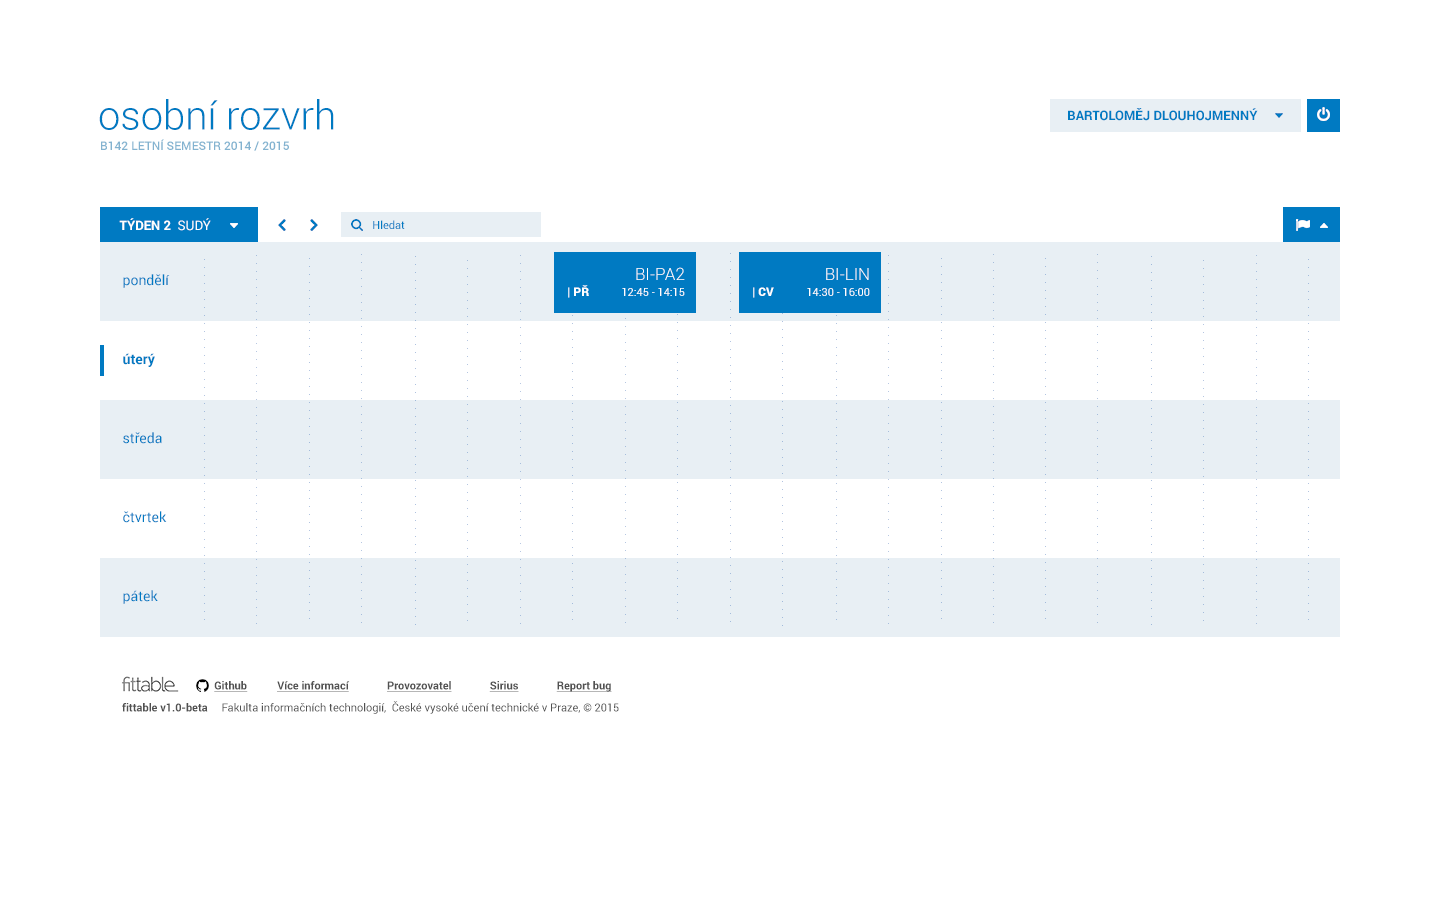 osobní rozvrh
BARTOLOMĚJ DLOUHOJMENNÝ
B142 LETNÍ SEMESTR 2014 / 2015
TÝDEN 2 SUDÝ
Hledat
pondělí
BI-PA2
| PŘ 12:45 - 14:15
BI-LIN
| CV 14:30 - 16:00
úterý
středa
čtvrtek
pátek
fittable Github Více informací Provozovatel Sirius Report bug
fittable v1.0-beta Fakulta informačních technologií, České vysoké učení technické v Praze, © 2015